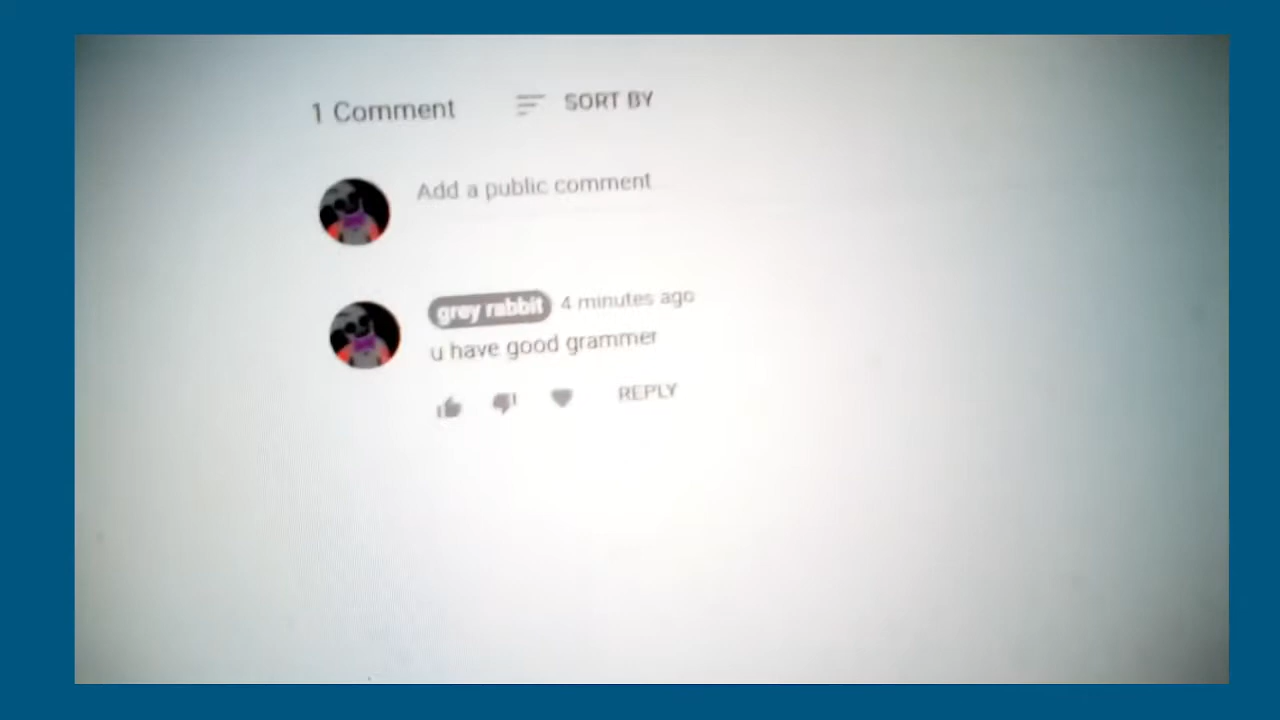 1 Comment
SORT BY
Add a public comment
grey rabbit 4 minutes ago
u have good grammer
REPLY